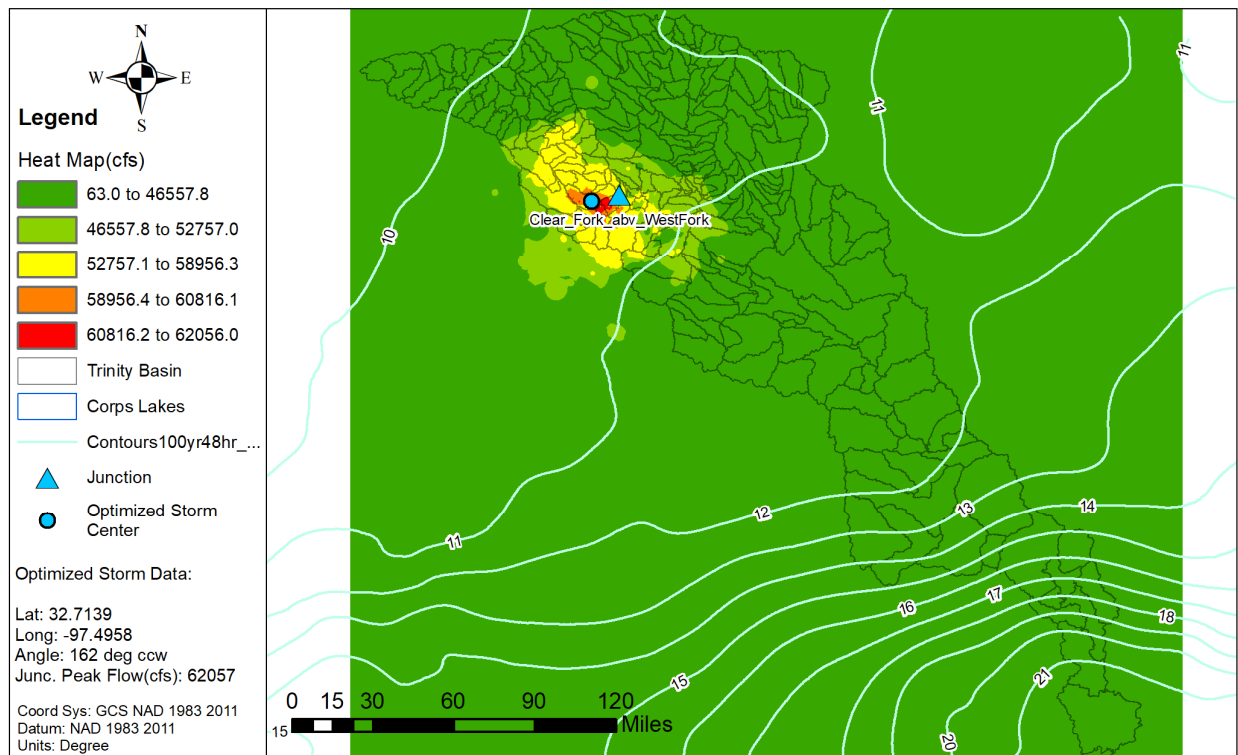 N
W E
S
Legend
Heat Map(cfs)
63.0 to 46557.8
46557.8 to 52757.0
52757.1 to 58956.3
58956.4 to 60816.1
60816.2 to 62056.0
Trinity Basin
Corps Lakes
Contours100yr48hr_...
Junction
Optimized Storm
Center
Optimized Storm Data:
Lat: 32.7139
Long: -97.4958
Angle: 162 deg ccw
Junc. Peak Flow(cfs): 62057
Coord Sys: GCS NAD 1983 2011
Datum: NAD 1983 2011
Units: Degree
11
11
Clear_Fork_abv_WestFork
10
12
13
14
11
17
16
18
15
21
20
0 15 30 60 90 120
Miles
15